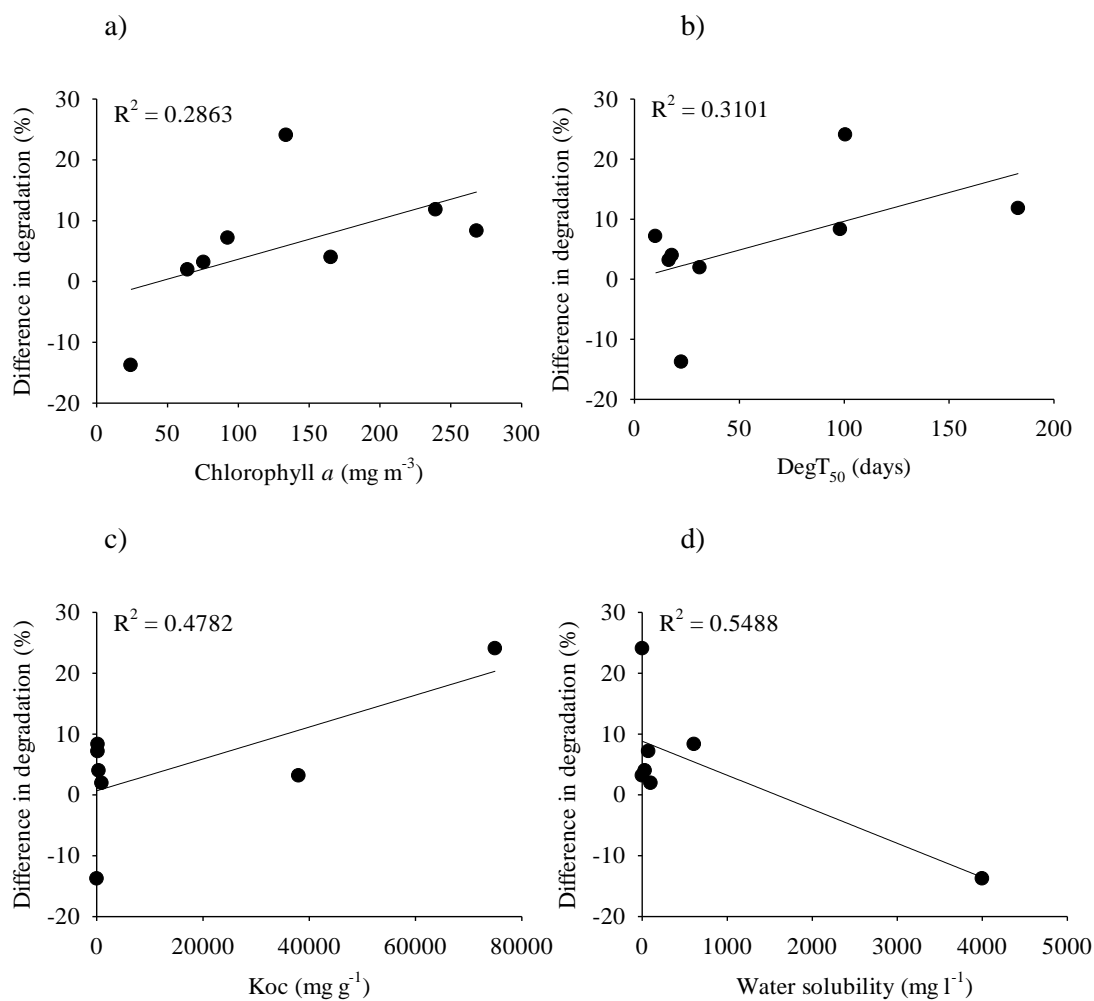 a)
R² = 0.2863
Difference in degradation (%)
30
20
10
0
-10
-20
0 50 100 150 200 250 300
Chlorophyll a (mg m⁻³)
b)
R² = 0.3101
Difference in degradation (%)
30
20
10
0
-10
-20
0 50 100 150 200
DegT₅₀ (days)
c)
R² = 0.4782
Difference in degradation (%)
30
20
10
0
-10
-20
0 20000 40000 60000 80000
Koc (mg g⁻¹)
d)
R² = 0.5488
Difference in degradation (%)
30
20
10
0
-10
-20
0 1000 2000 3000 4000 5000
Water solubility (mg l⁻¹)